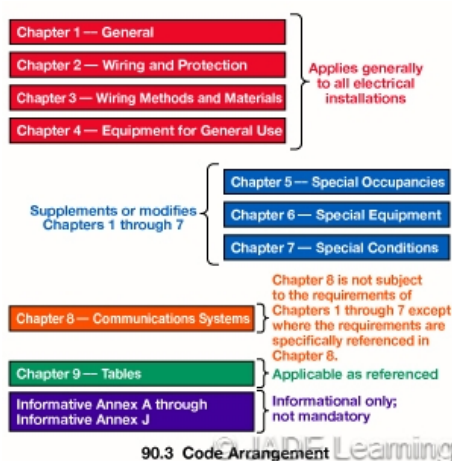 Chapter 1 — General
Chapter 2 — Wiring and Protection
Chapter 3 — Wiring Methods and Materials
Chapter 4 — Equipment for General Use
Applies generally
to all electrical
installations
Supplements or modifies
Chapters 1 through 7
Chapter 5 — Special Occupancies
Chapter 6 — Special Equipment
Chapter 7 — Special Conditions
Chapter 8 — Communications Systems
Chapter 8 is not subject
to the requirements of
Chapters 1 through 7 except
where the requirements are
specifically referenced in
Chapter 8.
Chapter 9 — Tables
Applicable as referenced
Informative Annex A through
Informative Annex J
Informational only;
not mandatory
90.3 Code Arrangement
© JADE Learning